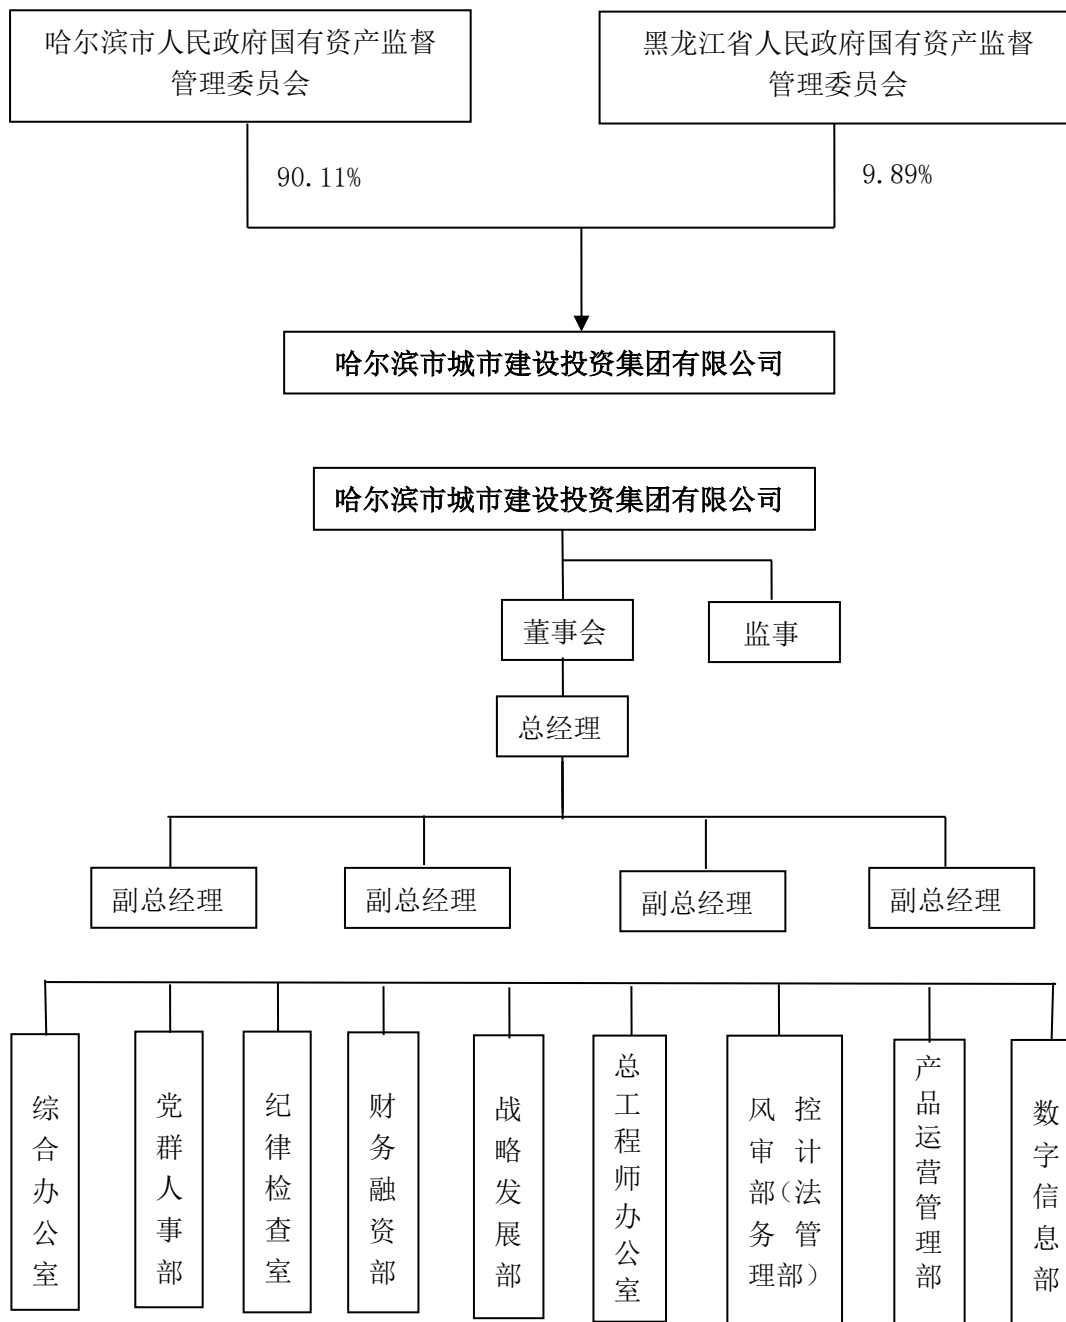 哈尔滨市人民政府国有资产监督
管理委员会
黑龙江省人民政府国有资产监督
管理委员会
90.11%
9.89%
哈尔滨市城市建设投资集团有限公司
哈尔滨市城市建设投资集团有限公司
董事会
监事
总经理
副总经理
副总经理
副总经理
副总经理
综合办公室
党群人事部
纪律检查室
财务融资部
战略发展部
总工程师办公室
风控
审计
部（法
务管
理部）
产品运营管理部
数字信息部